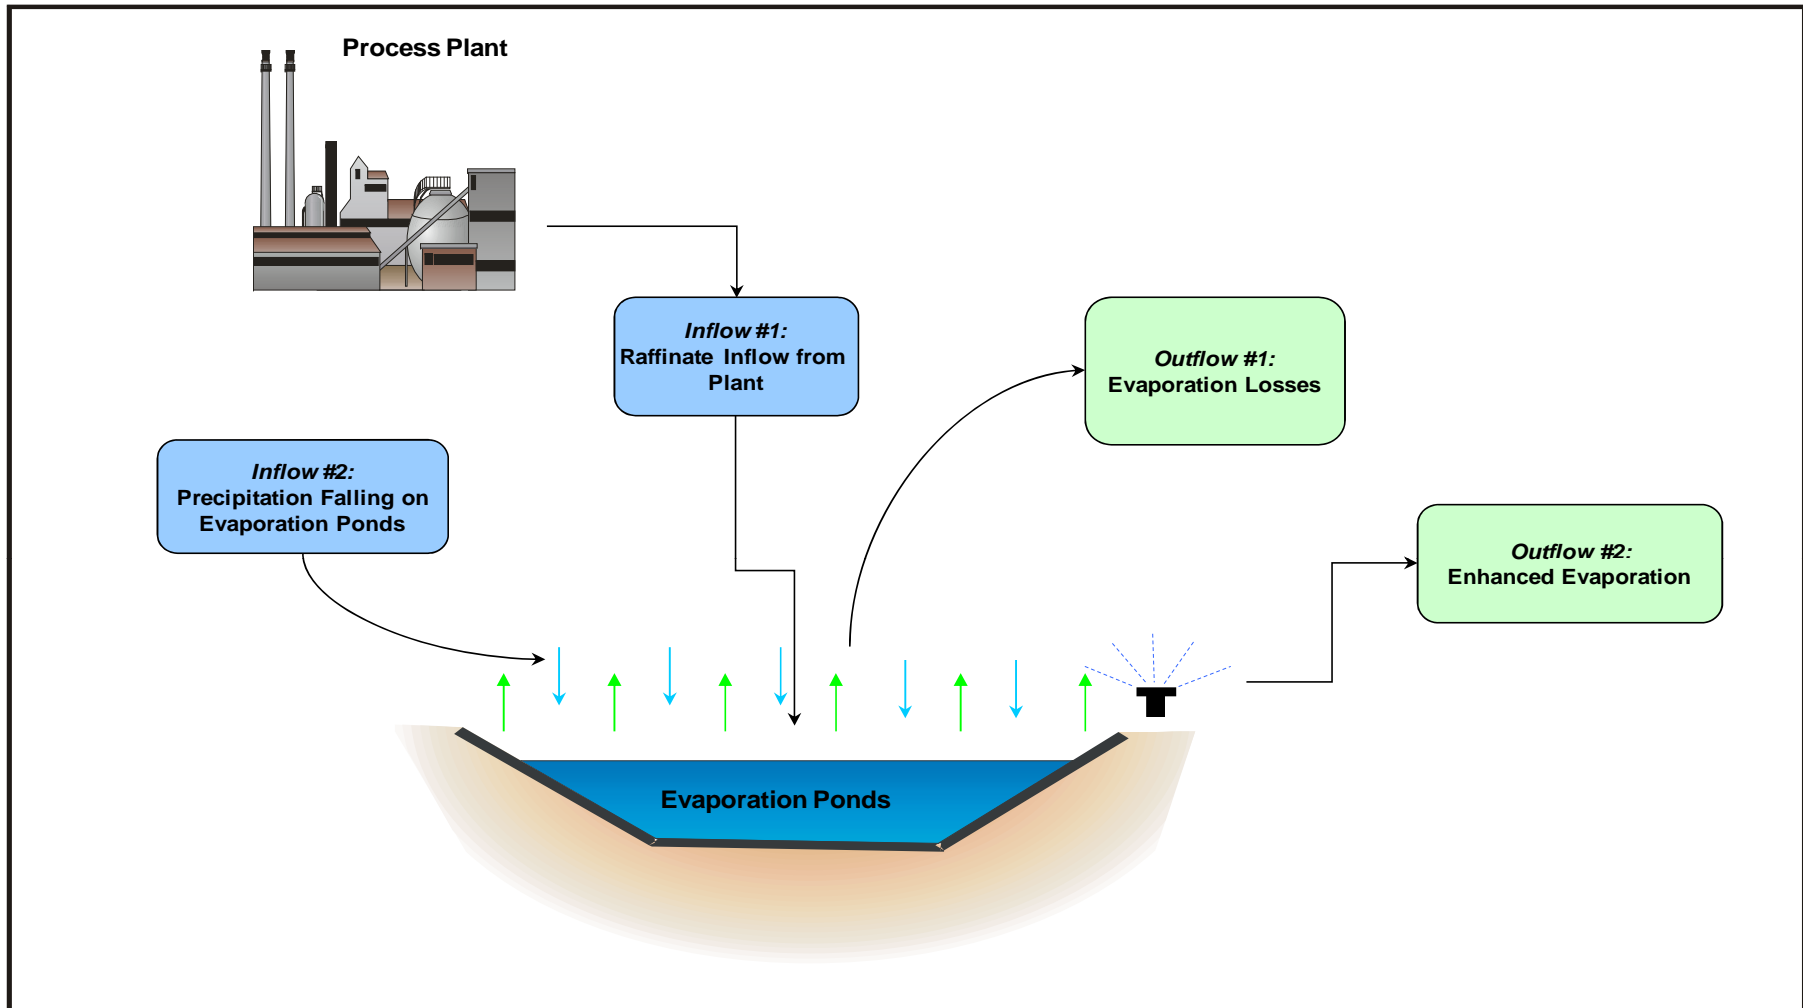 Process Plant
Inflow #1:
Raffinate Inflow from
Plant
Outflow #1:
Evaporation Losses
Inflow #2:
Precipitation Falling on
Evaporation Ponds
Outflow #2:
Enhanced Evaporation
Evaporation Ponds